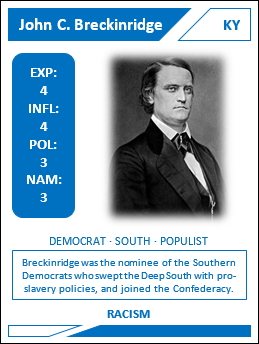 John C. Breckinridge
KY
EXP:
4
INFL:
4
POL:
3
NAM:
3
DEMOCRAT · SOUTH · POPULIST
Breckinridge was the nominee of the Southern
Democrats who swept the Deep South with pro-
slavery policies, and joined the Confederacy.
RACISM